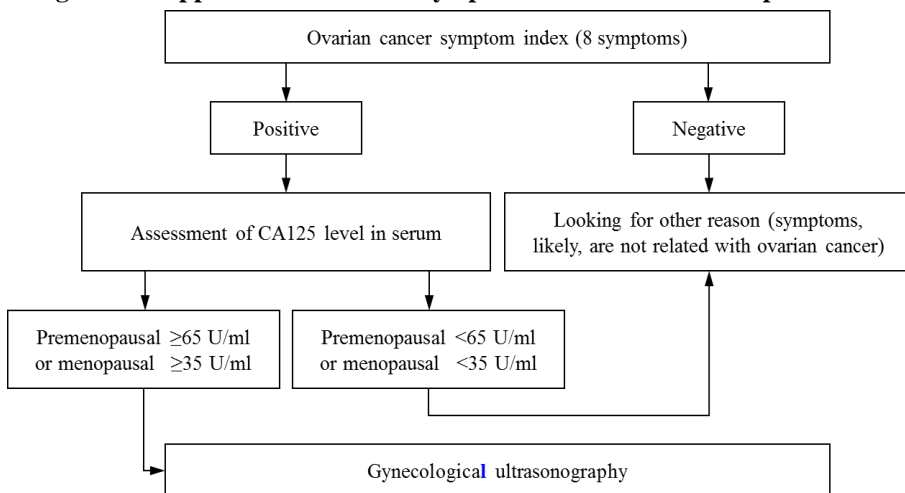 Ovarian cancer symptom index (8 symptoms)
Positive
Negative
Assessment of CA125 level in serum
Looking for other reason (symptoms,
likely, are not related with ovarian cancer)
Premenopausal ≥65 U/ml
or menopausal ≥35 U/ml
Premenopausal <65 U/ml
or menopausal <35 U/ml
Gynecological ultrasonography